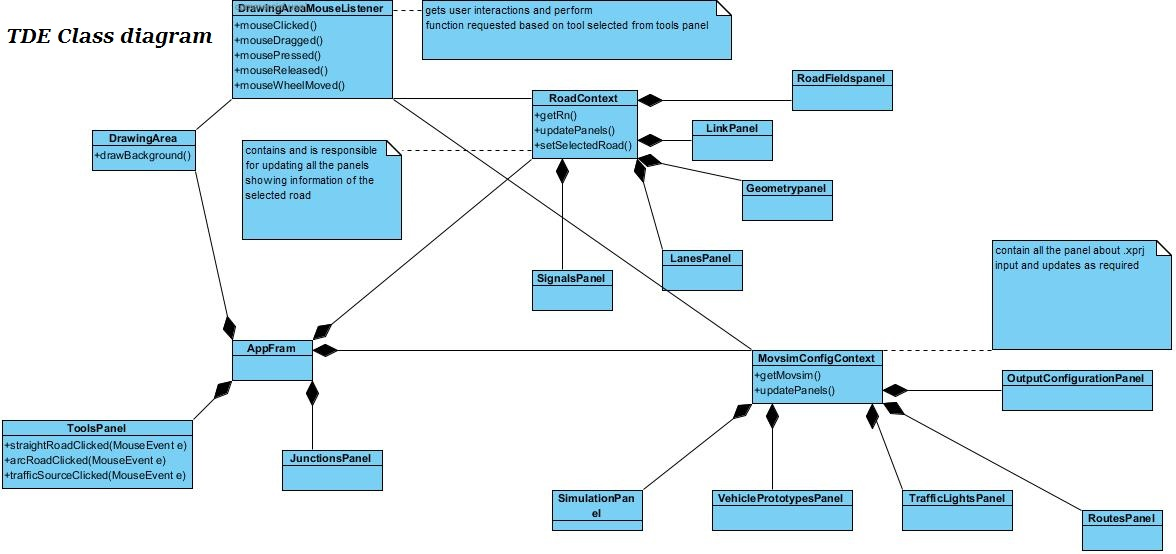 TDE Class diagram
DrawingAreaMouseListener
+mouseClicked()
+mouseDragged()
+mousePressed()
+mouseReleased()
+mouseWheelMoved()
gets user interactions and perform
function requested based on tool selected from tools panel
RoadFieldspanel
RoadContext
+getRn()
+updatePanels()
+setSelectedRoad()
LinkPanel
DrawingArea
+drawBackground()
contains and is responsible
for updating all the panels
showing information of the
selected road
Geometrypanel
LanesPanel
SignalsPanel
contain all the panel about .xprj
input and updates as required
AppFram
MovsimConfigContext
+getMovsim()
+updatePanels()
OutputConfigurationPanel
ToolsPanel
+straightRoadClicked(MouseEvent e)
+arcRoadClicked(MouseEvent e)
+trafficSourceClicked(MouseEvent e)
JunctionsPanel
SimulationPan
el
VehiclePrototypesPanel
TrafficLightsPanel
RoutesPanel